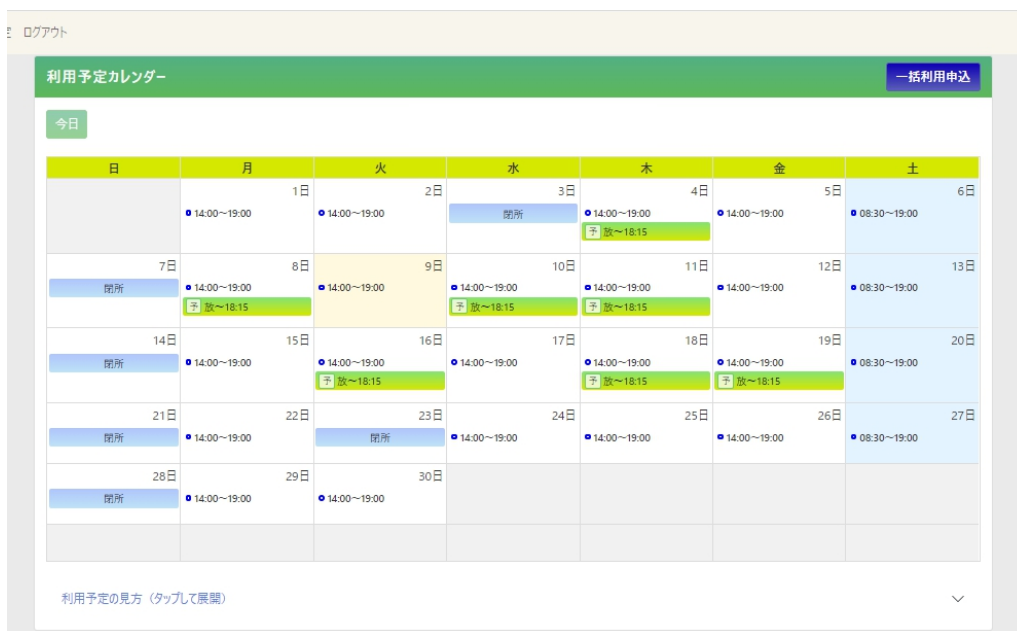 ログアウト
利用予定カレンダー 一括利用申込
今日
日 月 火 水 木 金 土
1日 2日 3日 4日 5日 6日
14:00～19:00 14:00～19:00 閉所 14:00～19:00 14:00～19:00 08:30～19:00
予 放～18:15
7日 8日 9日 10日 11日 12日 13日
閉所 14:00～19:00 14:00～19:00 14:00～19:00 14:00～19:00 14:00～19:00 08:30～19:00
予 放～18:15 予 放～18:15 予 放～18:15
14日 15日 16日 17日 18日 19日 20日
閉所 14:00～19:00 14:00～19:00 14:00～19:00 14:00～19:00 14:00～19:00 08:30～19:00
予 放～18:15 予 放～18:15 予 放～18:15
21日 22日 23日 24日 25日 26日 27日
閉所 14:00～19:00 閉所 14:00～19:00 14:00～19:00 14:00～19:00 08:30～19:00
28日 29日 30日
閉所 14:00～19:00 14:00～19:00
利用予定の見方（タップして展開）